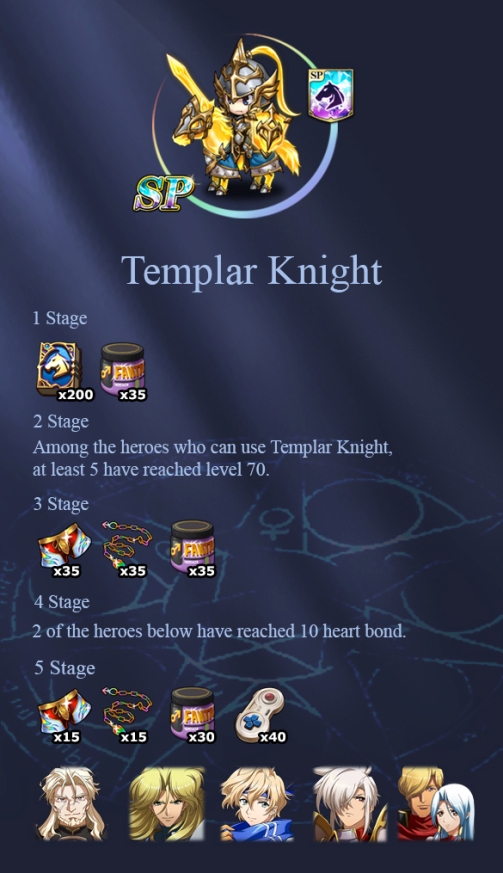 SP
SP
Templar Knight
1 Stage
x200
x35
2 Stage
Among the heroes who can use Templar Knight,
at least 5 have reached level 70.
3 Stage
x35
x35
x35
4 Stage
2 of the heroes below have reached 10 heart bond.
5 Stage
x15
x15
x30
x40